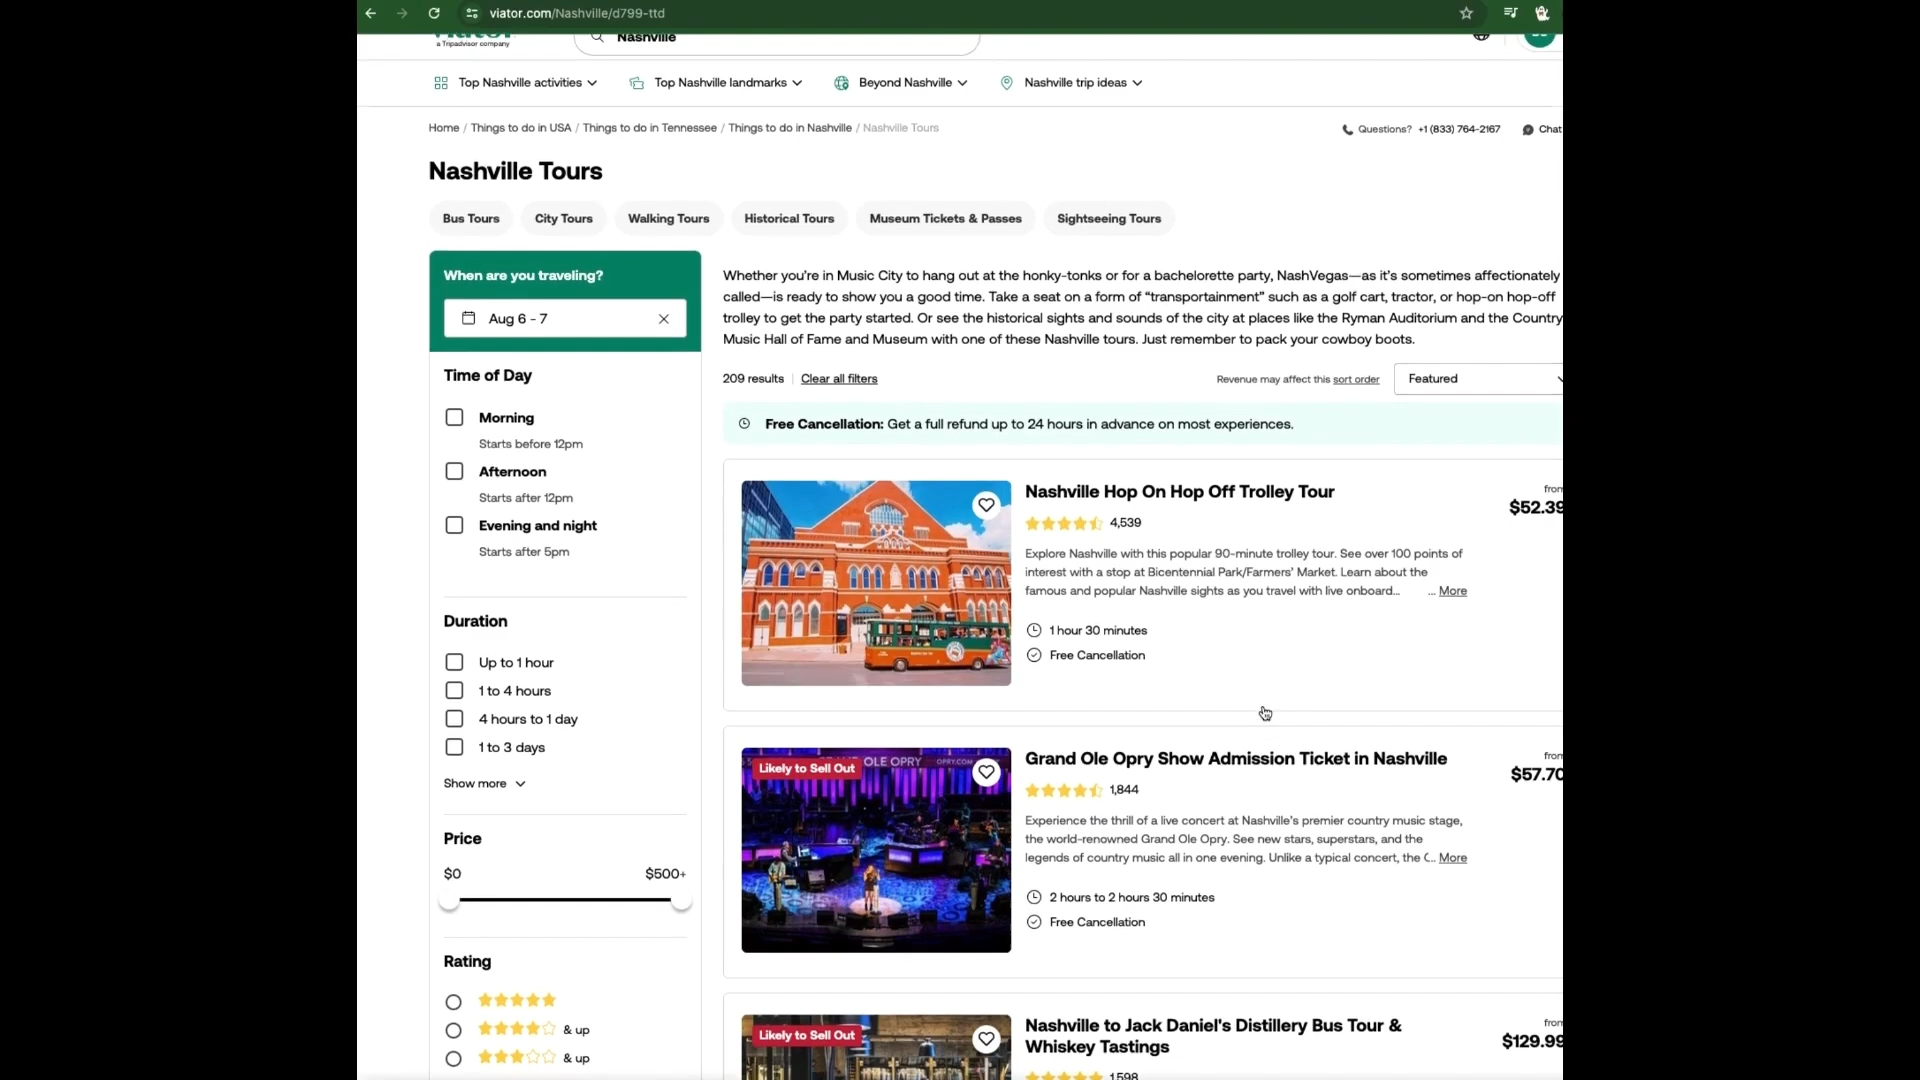 viator.com/Nashville/d799-ttd
a Tripadvisor company
Nashville
Top Nashville activities
Top Nashville landmarks
Beyond Nashville
Nashville trip ideas
Home / Things to do in USA / Things to do in Tennessee / Things to do in Nashville / Nashville Tours
Questions? +1 (833) 764-2167
Chat
Nashville Tours
Bus Tours
City Tours
Walking Tours
Historical Tours
Museum Tickets & Passes
Sightseeing Tours
When are you traveling?
Aug 6 - 7
Time of Day
Morning
Starts before 12pm
Afternoon
Starts after 12pm
Evening and night
Starts after 5pm
Duration
Up to 1 hour
1 to 4 hours
4 hours to 1 day
1 to 3 days
Show more
Price
$0
$500+
Rating
& up
& up
Whether you're in Music City to hang out at the honky-tonks or for a bachelorette party, NashVegas—as it's sometimes affectionately
called—is ready to show you a good time. Take a seat on a form of “transportainment” such as a golf cart, tractor, or hop-on hop-off
trolley to get the party started. Or see the historical sights and sounds of the city at places like the Ryman Auditorium and the Country
Music Hall of Fame and Museum with one of these Nashville tours. Just remember to pack your cowboy boots.
209 results
Clear all filters
Revenue may affect this sort order
Featured
Free Cancellation: Get a full refund up to 24 hours in advance on most experiences.
Nashville Hop On Hop Off Trolley Tour
from
$52.39
4,539
Explore Nashville with this popular 90-minute trolley tour. See over 100 points of
interest with a stop at Bicentennial Park/Farmers' Market. Learn about the
famous and popular Nashville sights as you travel with live onboard... ... More
1 hour 30 minutes
Free Cancellation
Likely to Sell Out
OLE OPRY
OPRY.COM
Grand Ole Opry Show Admission Ticket in Nashville
from
$57.70
1,844
Experience the thrill of a live concert at Nashville's premier country music stage,
the world-renowned Grand Ole Opry. See new stars, superstars, and the
legends of country music all in one evening. Unlike a typical concert, the ... More
2 hours to 2 hours 30 minutes
Free Cancellation
Likely to Sell Out
Nashville to Jack Daniel's Distillery Bus Tour &
Whiskey Tastings
from
$129.99
1,598